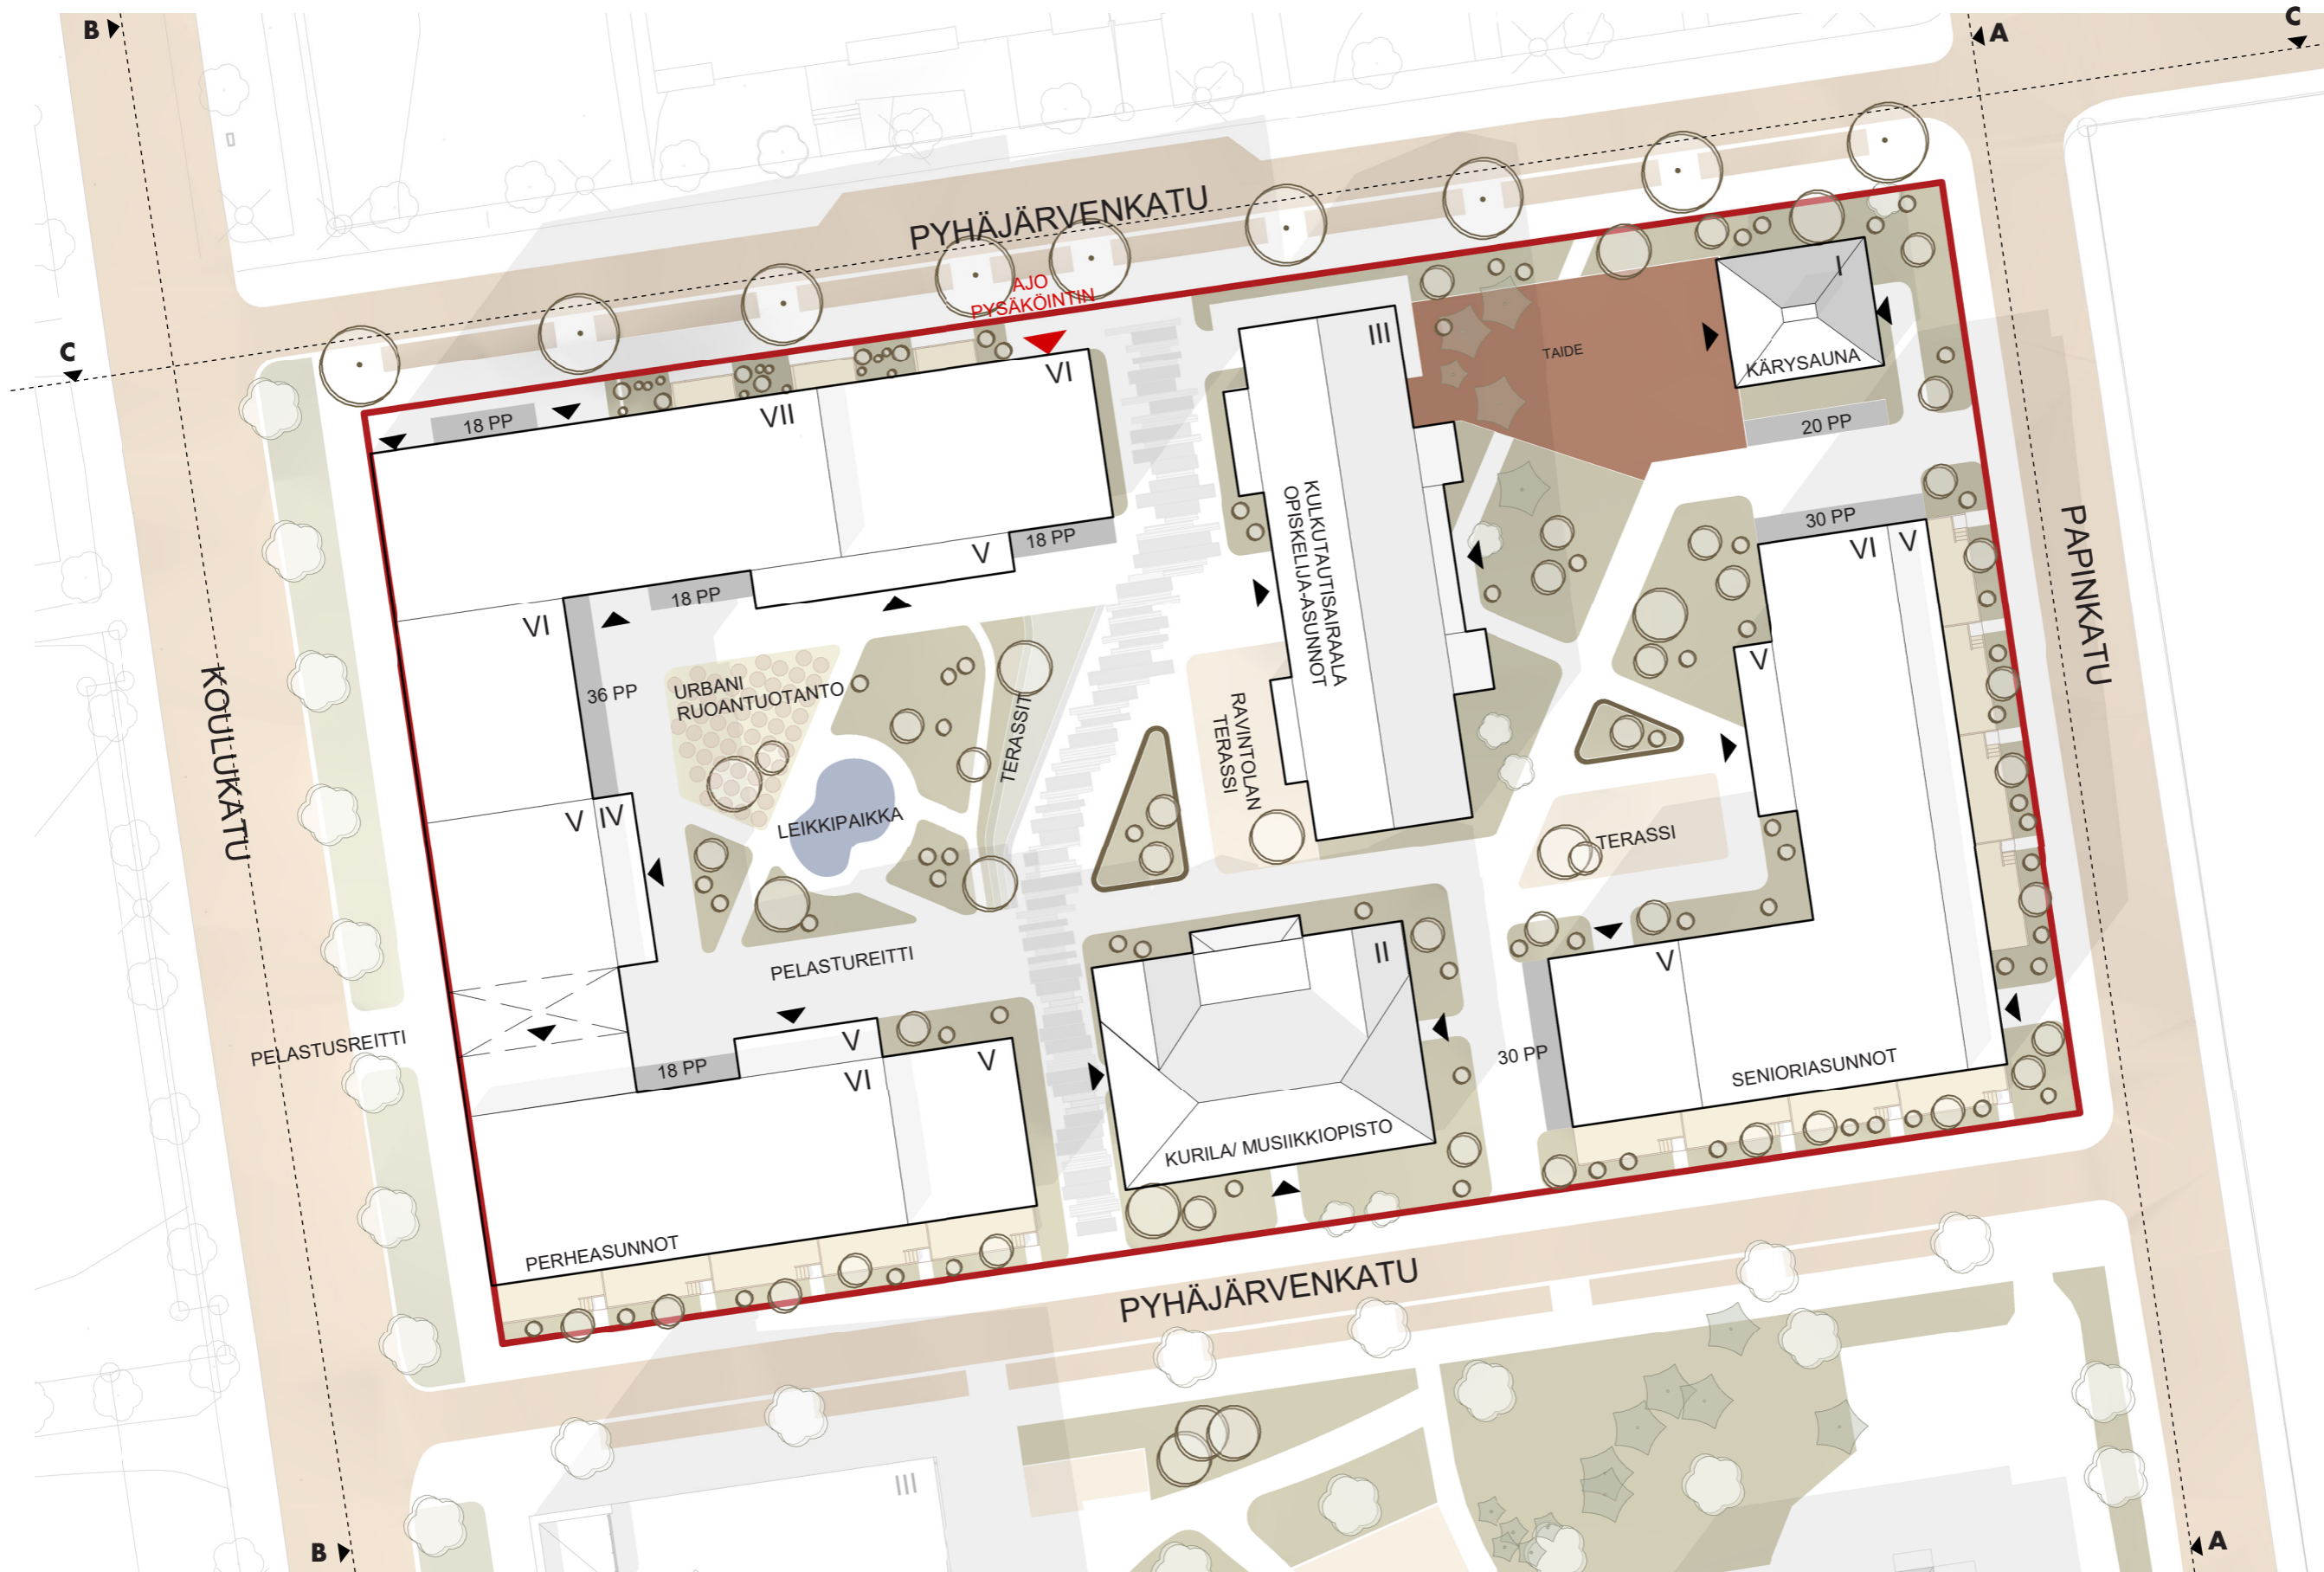 B
A
C
PYHÄJÄRVENKATU
AJO
PYSÄKÖINTIN
I
KÄRYSAUNA
TAIDE
III
VI
VII
18 PP
C
20 PP
30 PP
VI
V
PAPINKATU
KULKUTAUTISAIRAALA
OPISKELIJA-ASUNNOT
18 PP
V
18 PP
VI
36 PP
URBANI
RUOANTUOTANTO
TERASSIT
RAVINTOLAN
TERASSI
V
KOULUKATU
V
IV
LEIKKIPAIKKA
TERASSI
PELASTUREITTI
II
V
PELASTUSREITTI
18 PP
V
VI
V
30 PP
SENIORIASUNNOT
KURILA/ MUSIIKKIOPISTO
PERHEASUNNOT
PYHÄJÄRVENKATU
III
B
A